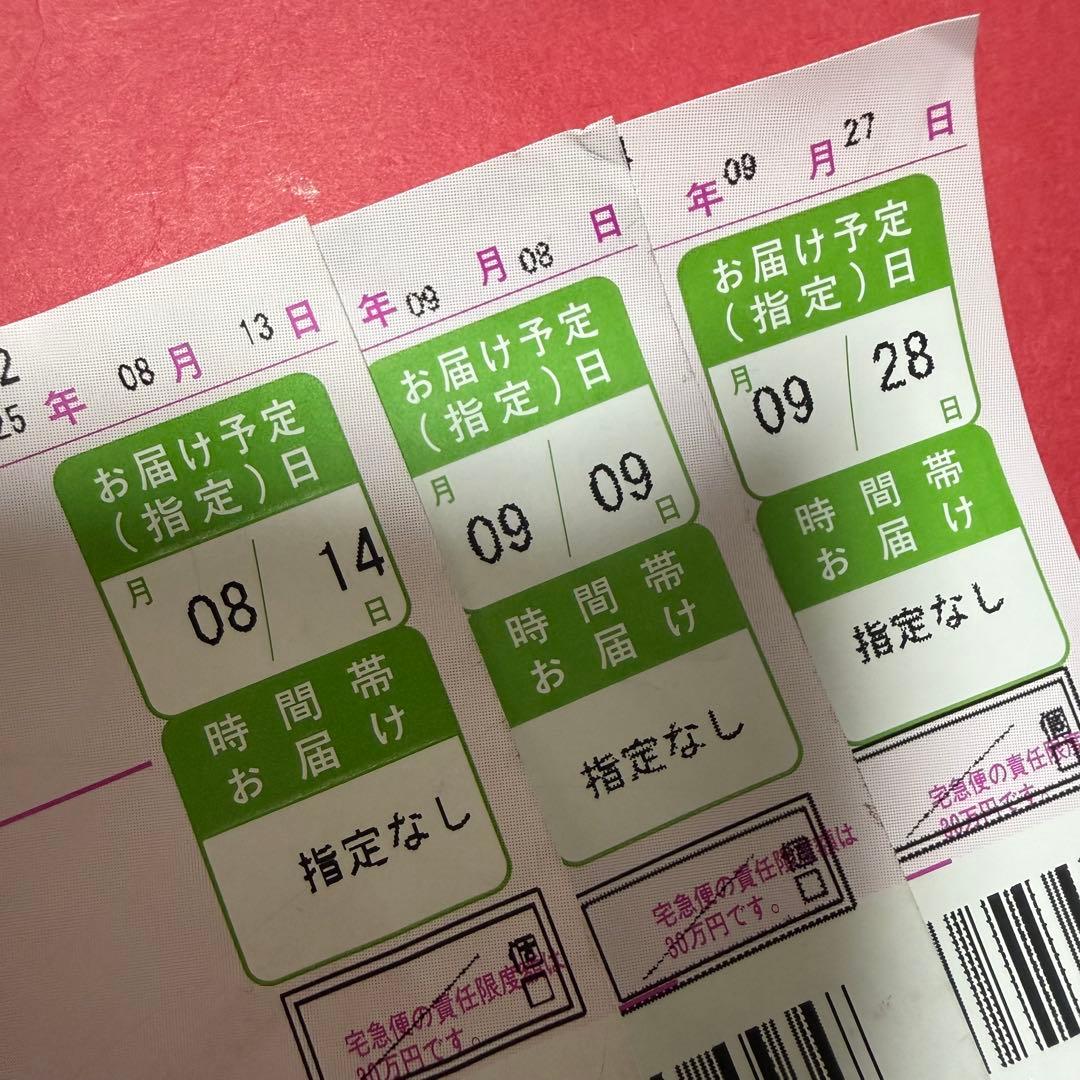 2
25 年 08 月 13 日
お届け予定
(指定)日
月 08 / 14 日
時間帯
お届け
指定なし
個
宅急便の責任限度額は
30万円です。
年 09 月 08 日
お届け予定
(指定)日
月 09 / 09 日
時間帯
お届け
指定なし
宅急便の責任限度額は
30万円です。
年 09 月 27 日
お届け予定
(指定)日
月 09 / 28 日
時間帯
お届け
指定なし
個
宅急便の責任限度
30万円です。